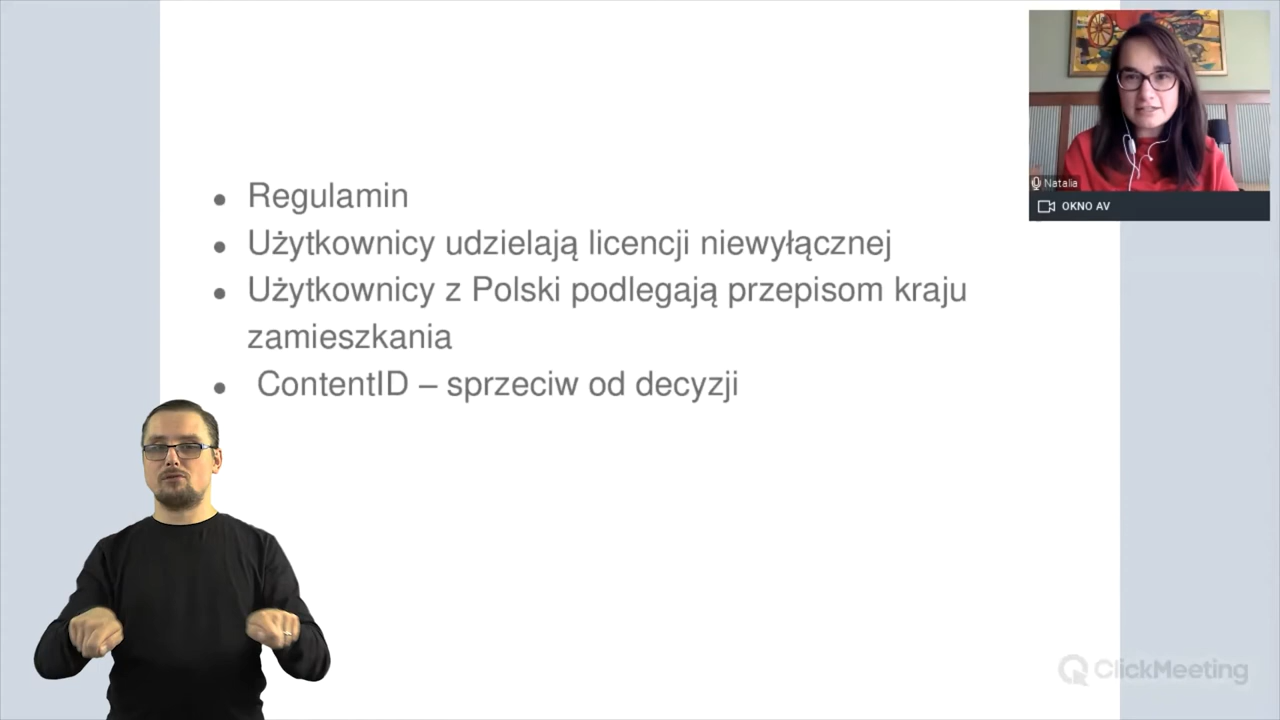 Regulamin
Użytkownicy udzielają licencji niewyłącznej
Użytkownicy z Polski podlegają przepisom kraju
zamieszkania
ContentID – sprzeciw od decyzji
Natalia
OKNO AV
ClickMeeting